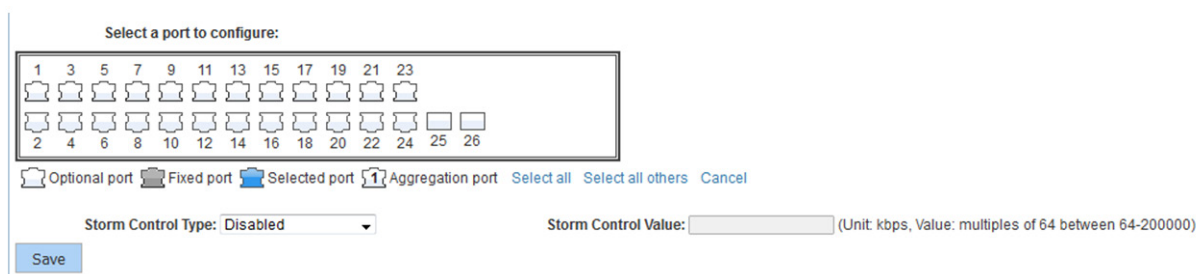 Select a port to configure:
1 3 5 7 9 11 13 15 17 19 21 23
2 4 6 8 10 12 14 16 18 20 22 24 25 26
Optional port Fixed port Selected port 1 Aggregation port Select all Select all others Cancel
Storm Control Type: Disabled Storm Control Value: (Unit: kbps, Value: multiples of 64 between 64-200000)
Save